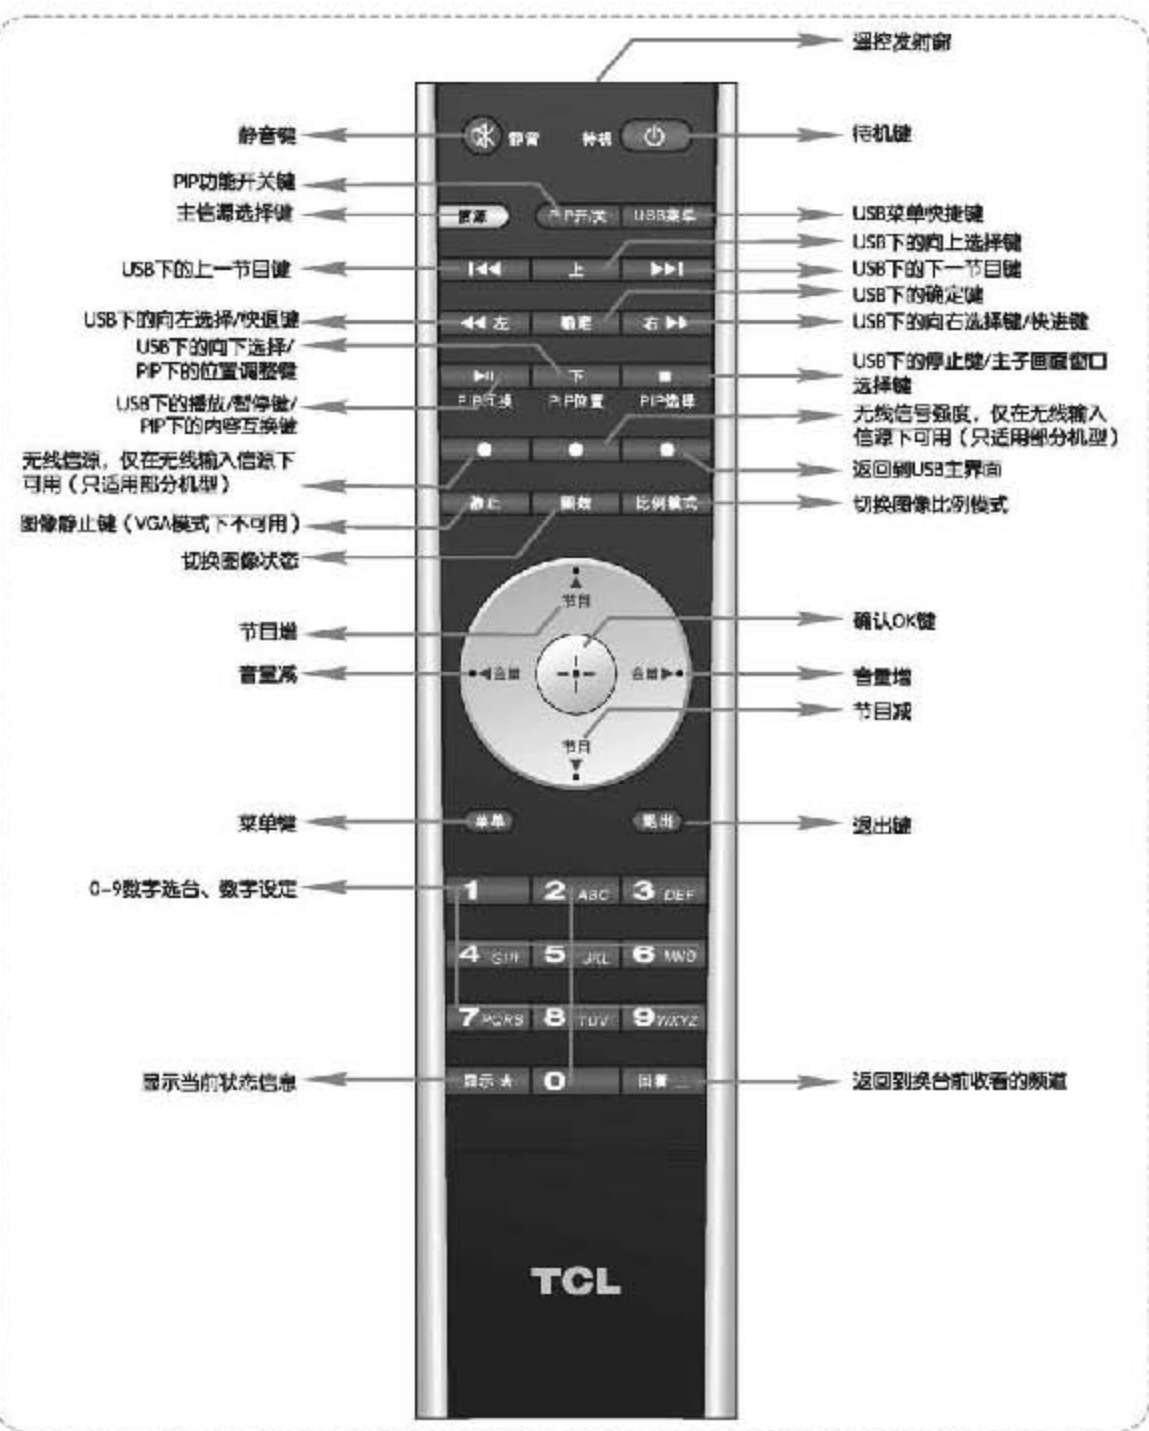 遥控发射窗
静音键
静音
待机
待机键
PIP功能开关键
主信源选择键
信源
PIP开/关
USB菜单
USB菜单快捷键
USB下的向上选择键
USB下的上一节目键
上
USB下的下一节目键
USB下的确定键
USB下的向左选择/快退键
左
确定
右
USB下的向右选择键/快进键
USB下的向下选择/
PIP下的位置调整键
下
USB下的停止键/主子画面窗口
选择键
USB下的播放/暂停键/
PIP下的内容互换键
PIP互换
PIP位置
PIP选择
无线信号强度，仅在无线输入
信源下可用（只适用部分机型）
无线信源，仅在无线输入信源下
可用（只适用部分机型）
返回到USB主界面
图像静止键（VGA模式下不可用）
静止
图效
比例模式
切换图像比例模式
切换图像状态
节目
节目增
确认OK键
音量减
音量
音量
音量增
节目减
节目
菜单键
菜单
退出
退出键
0-9数字选台、数字设定
1
2 ABC
3 DEF
4 GHI
5 JKL
6 MNO
7 PQRS
8 TUV
9 WXYZ
显示当前状态信息
显示
0
回看
返回到换台前收看的频道
TCL